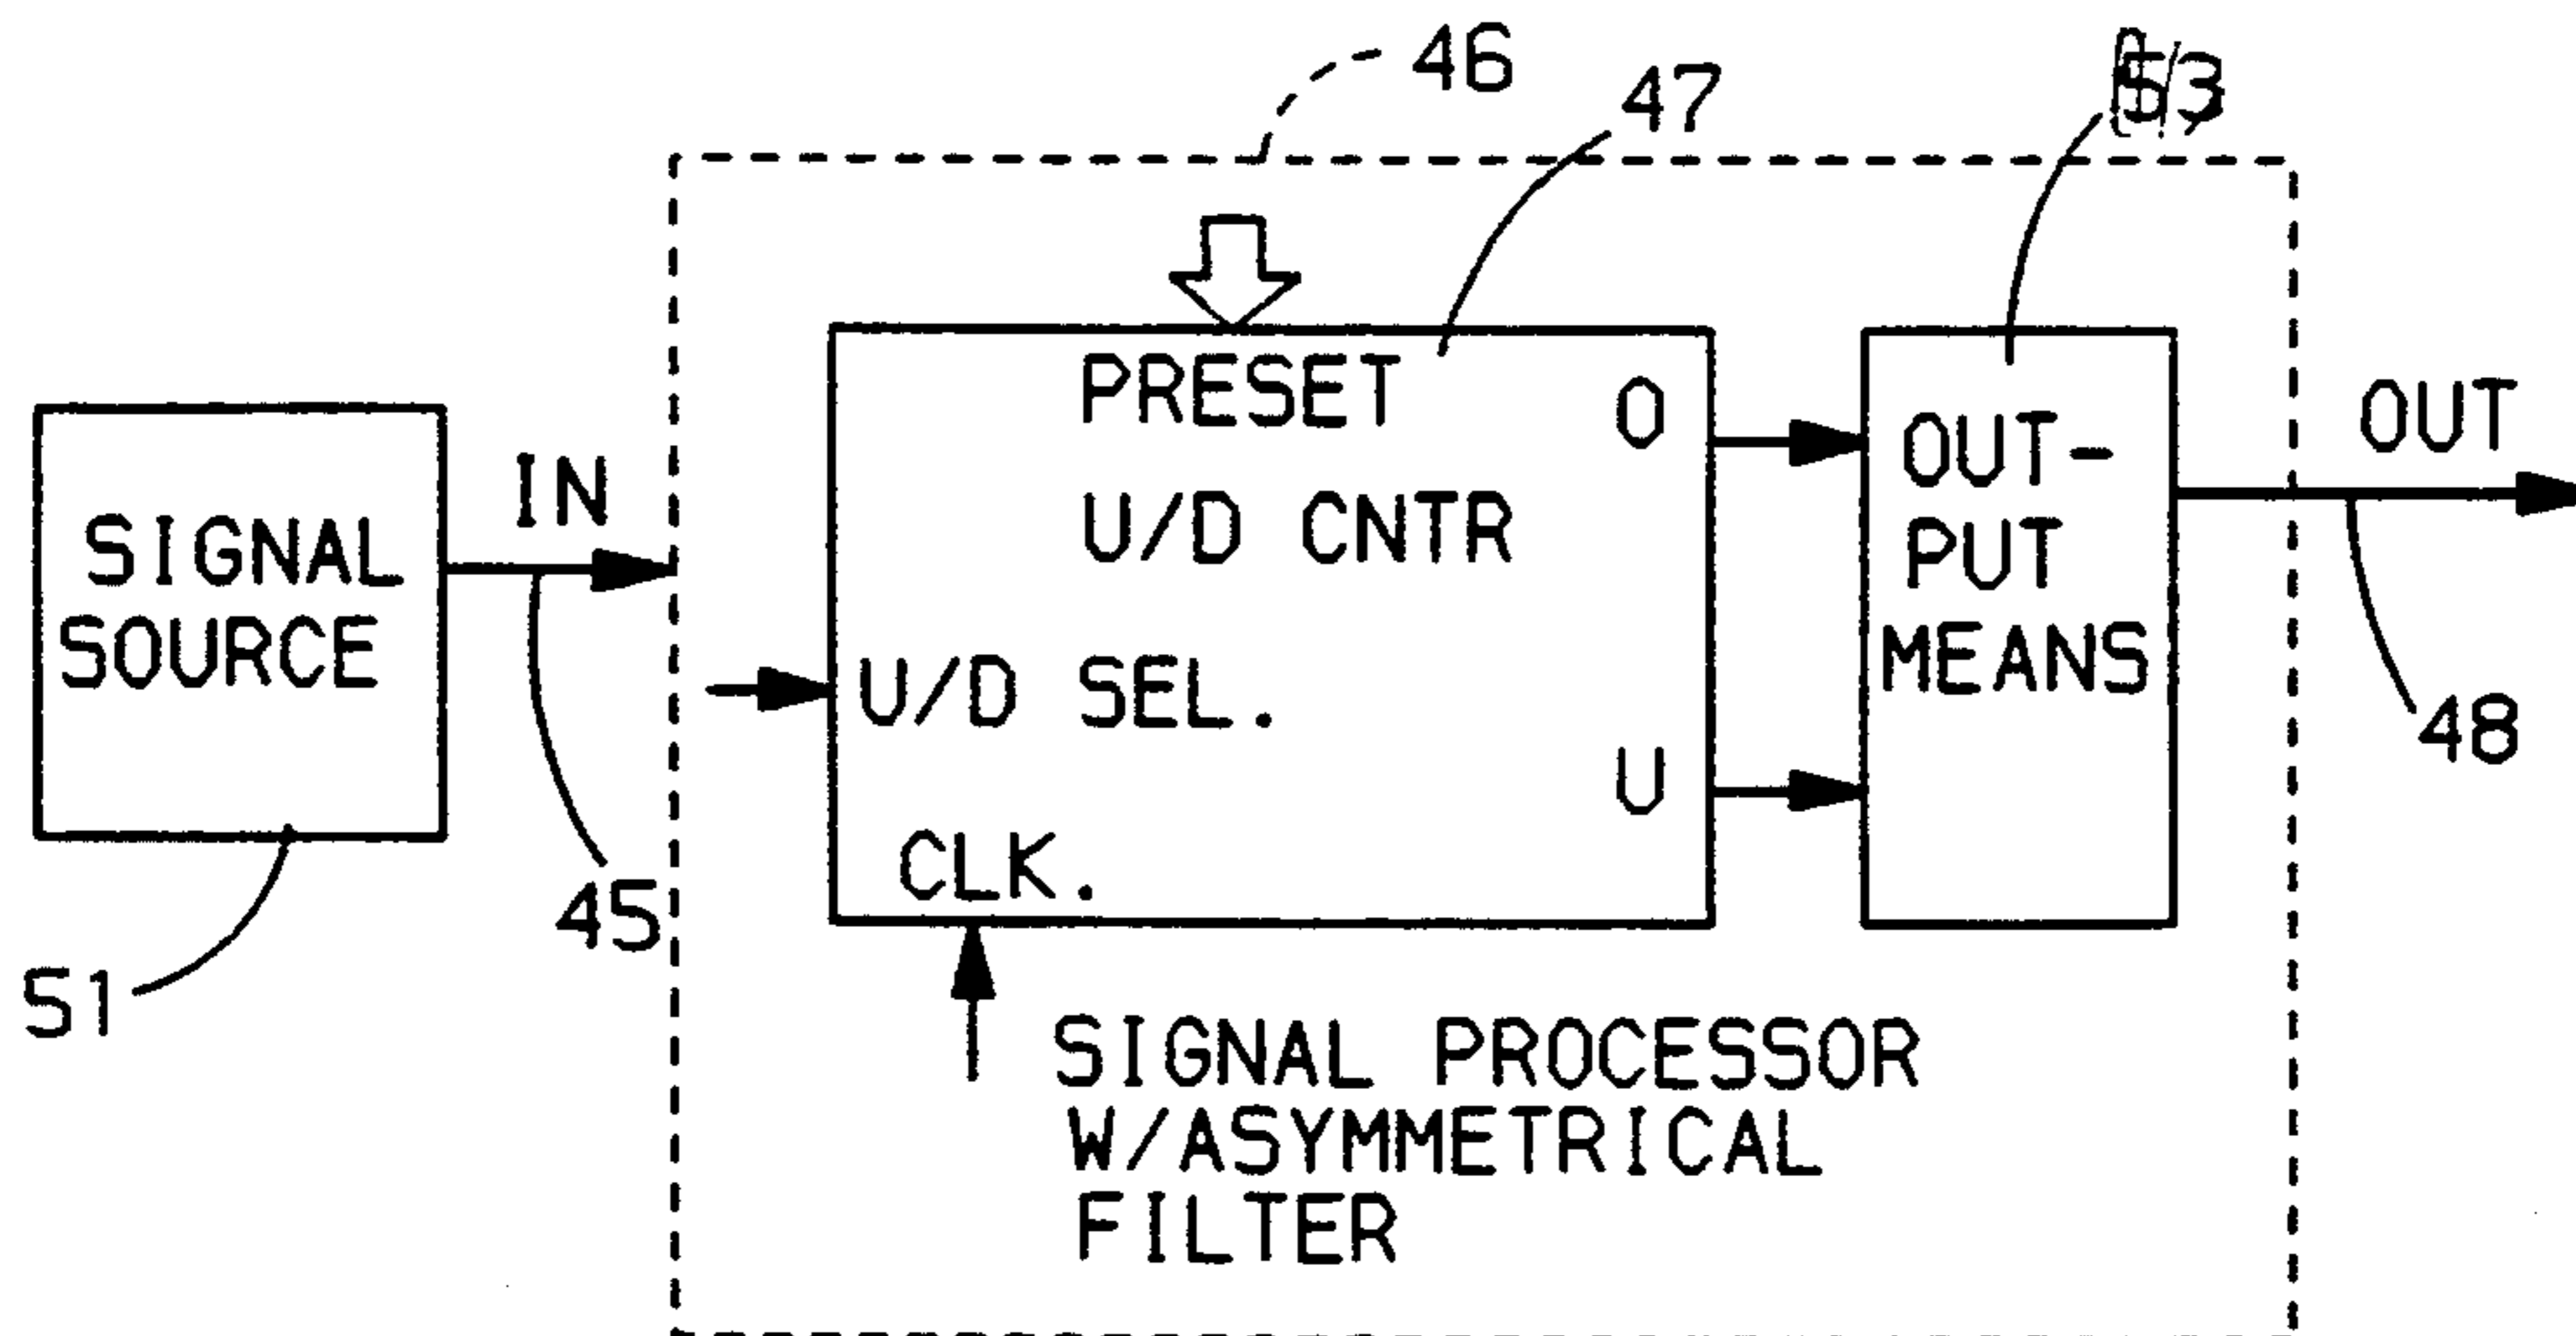 46
47
PRESET
O
U/D CNTR
OUT-
PUT
MEANS
OUT
IN
SIGNAL
SOURCE
U/D SEL.
U
CLK.
48
45
51
SIGNAL PROCESSOR
W/ASYMMETRICAL
FILTER